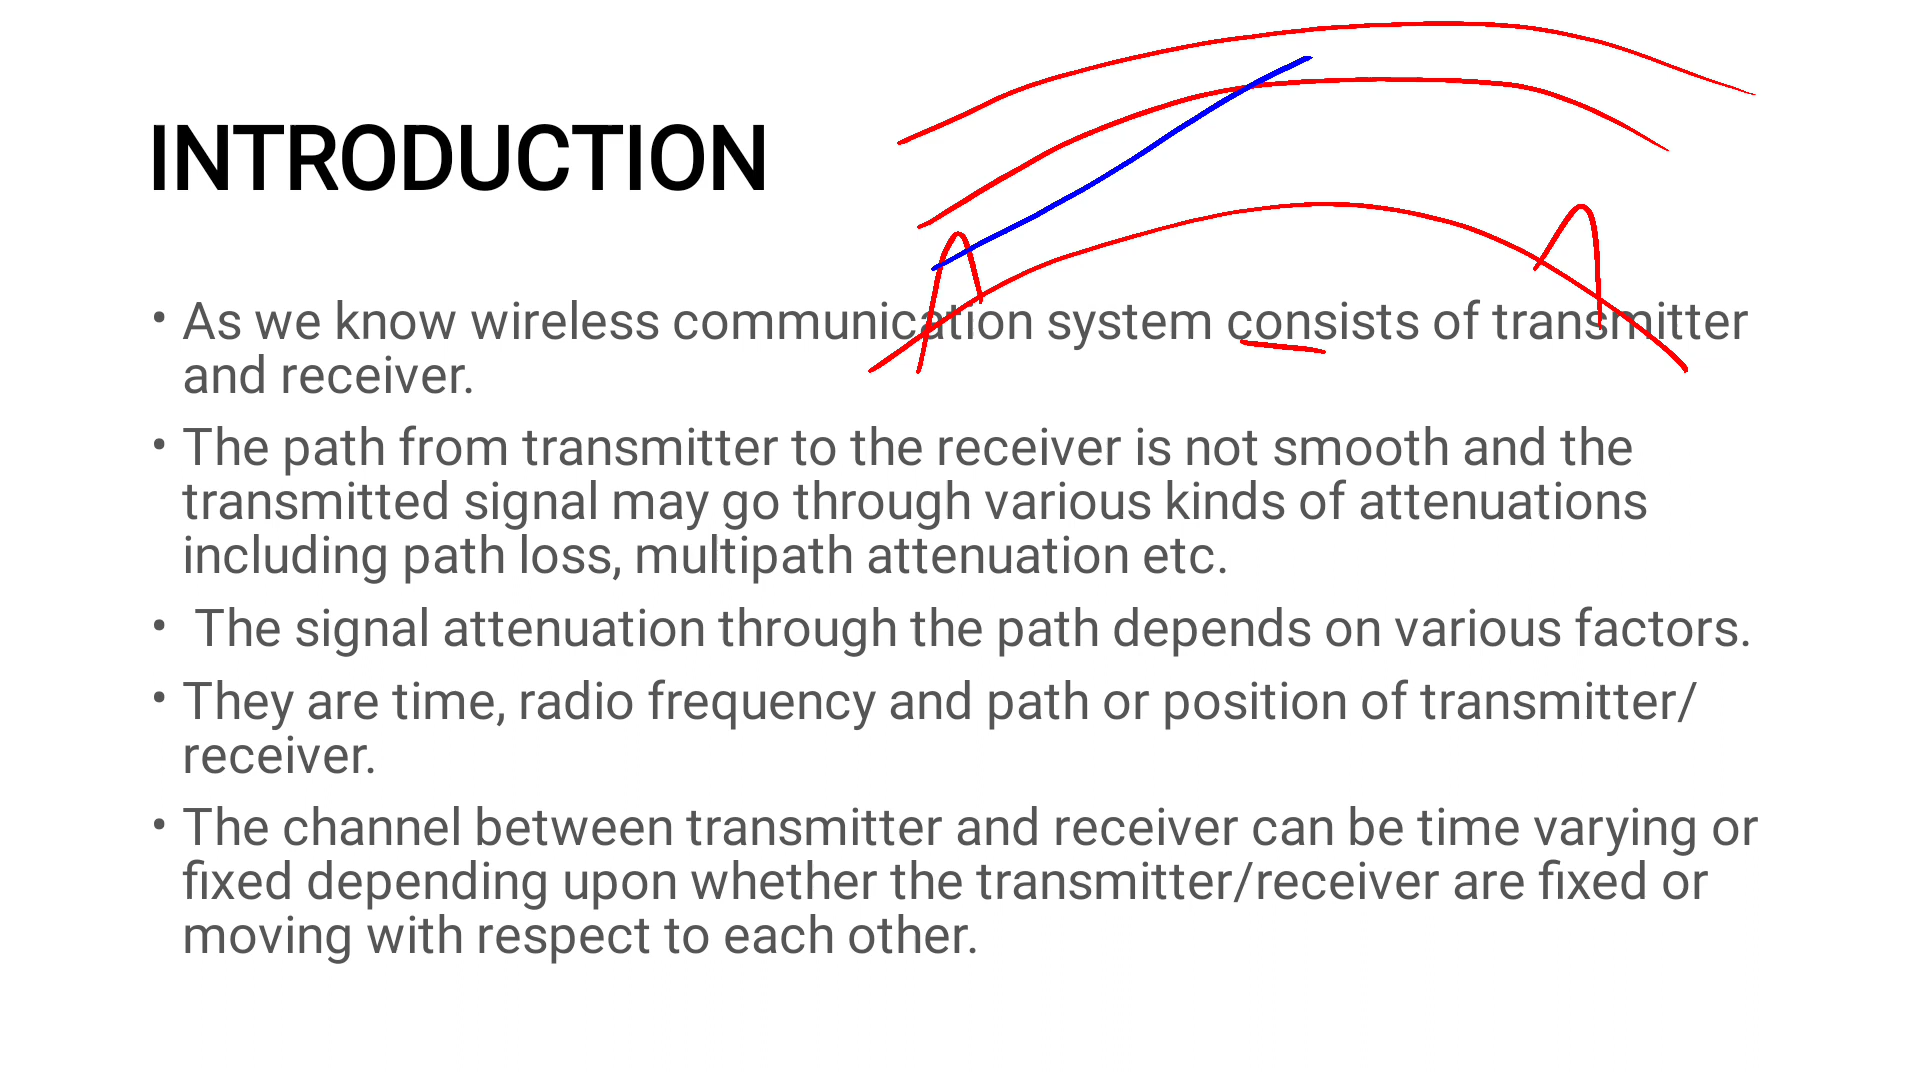 INTRODUCTION
• As we know wireless communication system consists of transmitter
and receiver.
• The path from transmitter to the receiver is not smooth and the
transmitted signal may go through various kinds of attenuations
including path loss, multipath attenuation etc.
• The signal attenuation through the path depends on various factors.
• They are time, radio frequency and path or position of transmitter/
receiver.
• The channel between transmitter and receiver can be time varying or
fixed depending upon whether the transmitter/receiver are fixed or
moving with respect to each other.